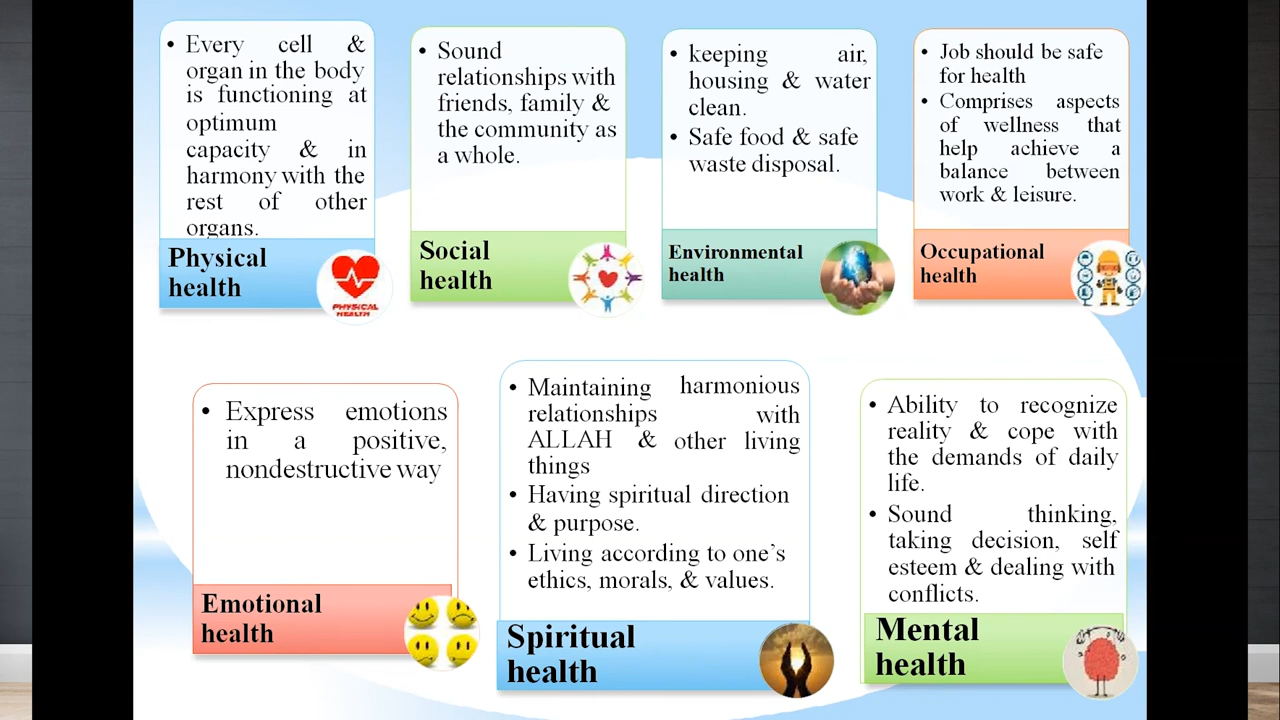 • Every cell &
organ in the body
is functioning at
optimum
capacity & in
harmony with the
rest of other
organs.
Physical
health
PHYSICAL
HEALTH
• Sound
relationships with
friends, family &
the community as
a whole.
Social
health
• keeping air,
housing & water
clean.
• Safe food & safe
waste disposal.
Environmental
health
• Job should be safe
for health
• Comprises aspects
of wellness that
help achieve a
balance between
work & leisure.
Occupational
health
• Express emotions
in a positive,
nondestructive way
Emotional
health
• Maintaining harmonious
relationships with
ALLAH & other living
things
• Having spiritual direction
& purpose.
• Living according to one's
ethics, morals, & values.
Spiritual
health
• Ability to recognize
reality & cope with
the demands of daily
life.
• Sound thinking,
taking decision, self
esteem & dealing with
conflicts.
Mental
health